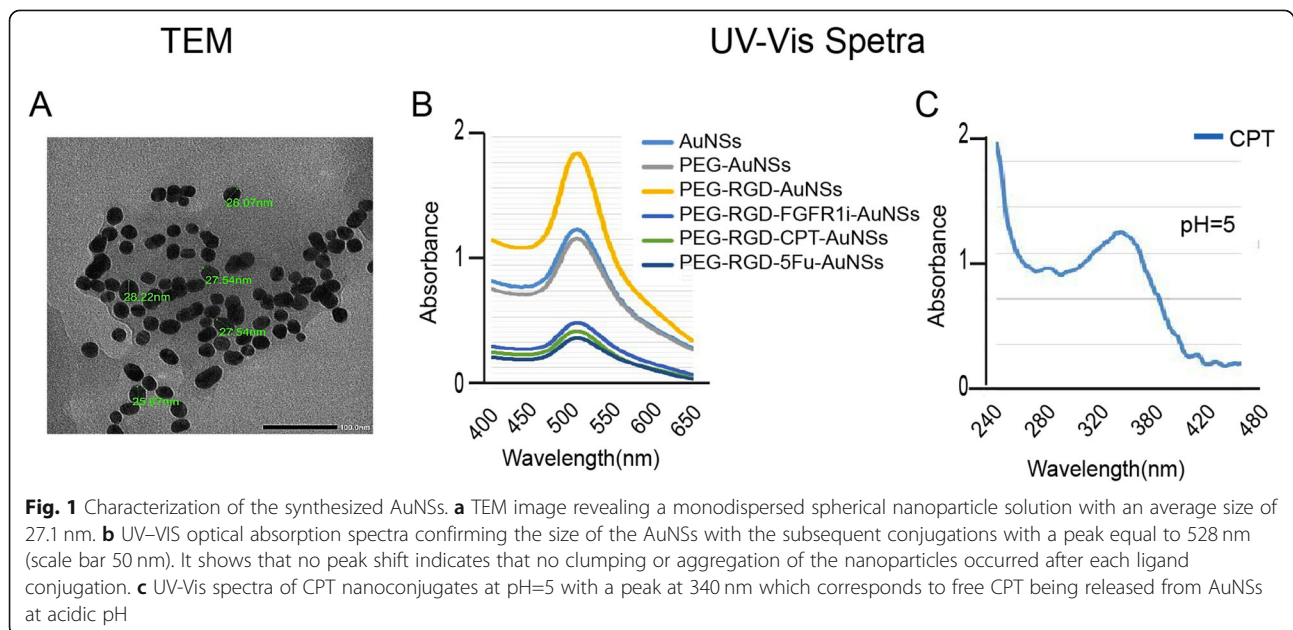 TEM
UV-Vis Spetra
A
26.07nm
27.54nm
28.22nm
27.54nm
25.67nm
100.0nm
B
2
1
0
Absorbance
400
450
500
550
600
650
Wavelength(nm)
AuNSs
PEG-AuNSs
PEG-RGD-AuNSs
PEG-RGD-FGFR1i-AuNSs
PEG-RGD-CPT-AuNSs
PEG-RGD-5Fu-AuNSs
C
2
1
0
Absorbance
CPT
pH=5
240
280
320
380
420
480
Wavelength(nm)
Fig. 1 Characterization of the synthesized AuNSs. a TEM image revealing a monodispersed spherical nanoparticle solution with an average size of
27.1 nm. b UV–VIS optical absorption spectra confirming the size of the AuNSs with the subsequent conjugations with a peak equal to 528 nm
(scale bar 50 nm). It shows that no peak shift indicates that no clumping or aggregation of the nanoparticles occurred after each ligand
conjugation. c UV-Vis spectra of CPT nanoconjugates at pH=5 with a peak at 340 nm which corresponds to free CPT being released from AuNSs
at acidic pH